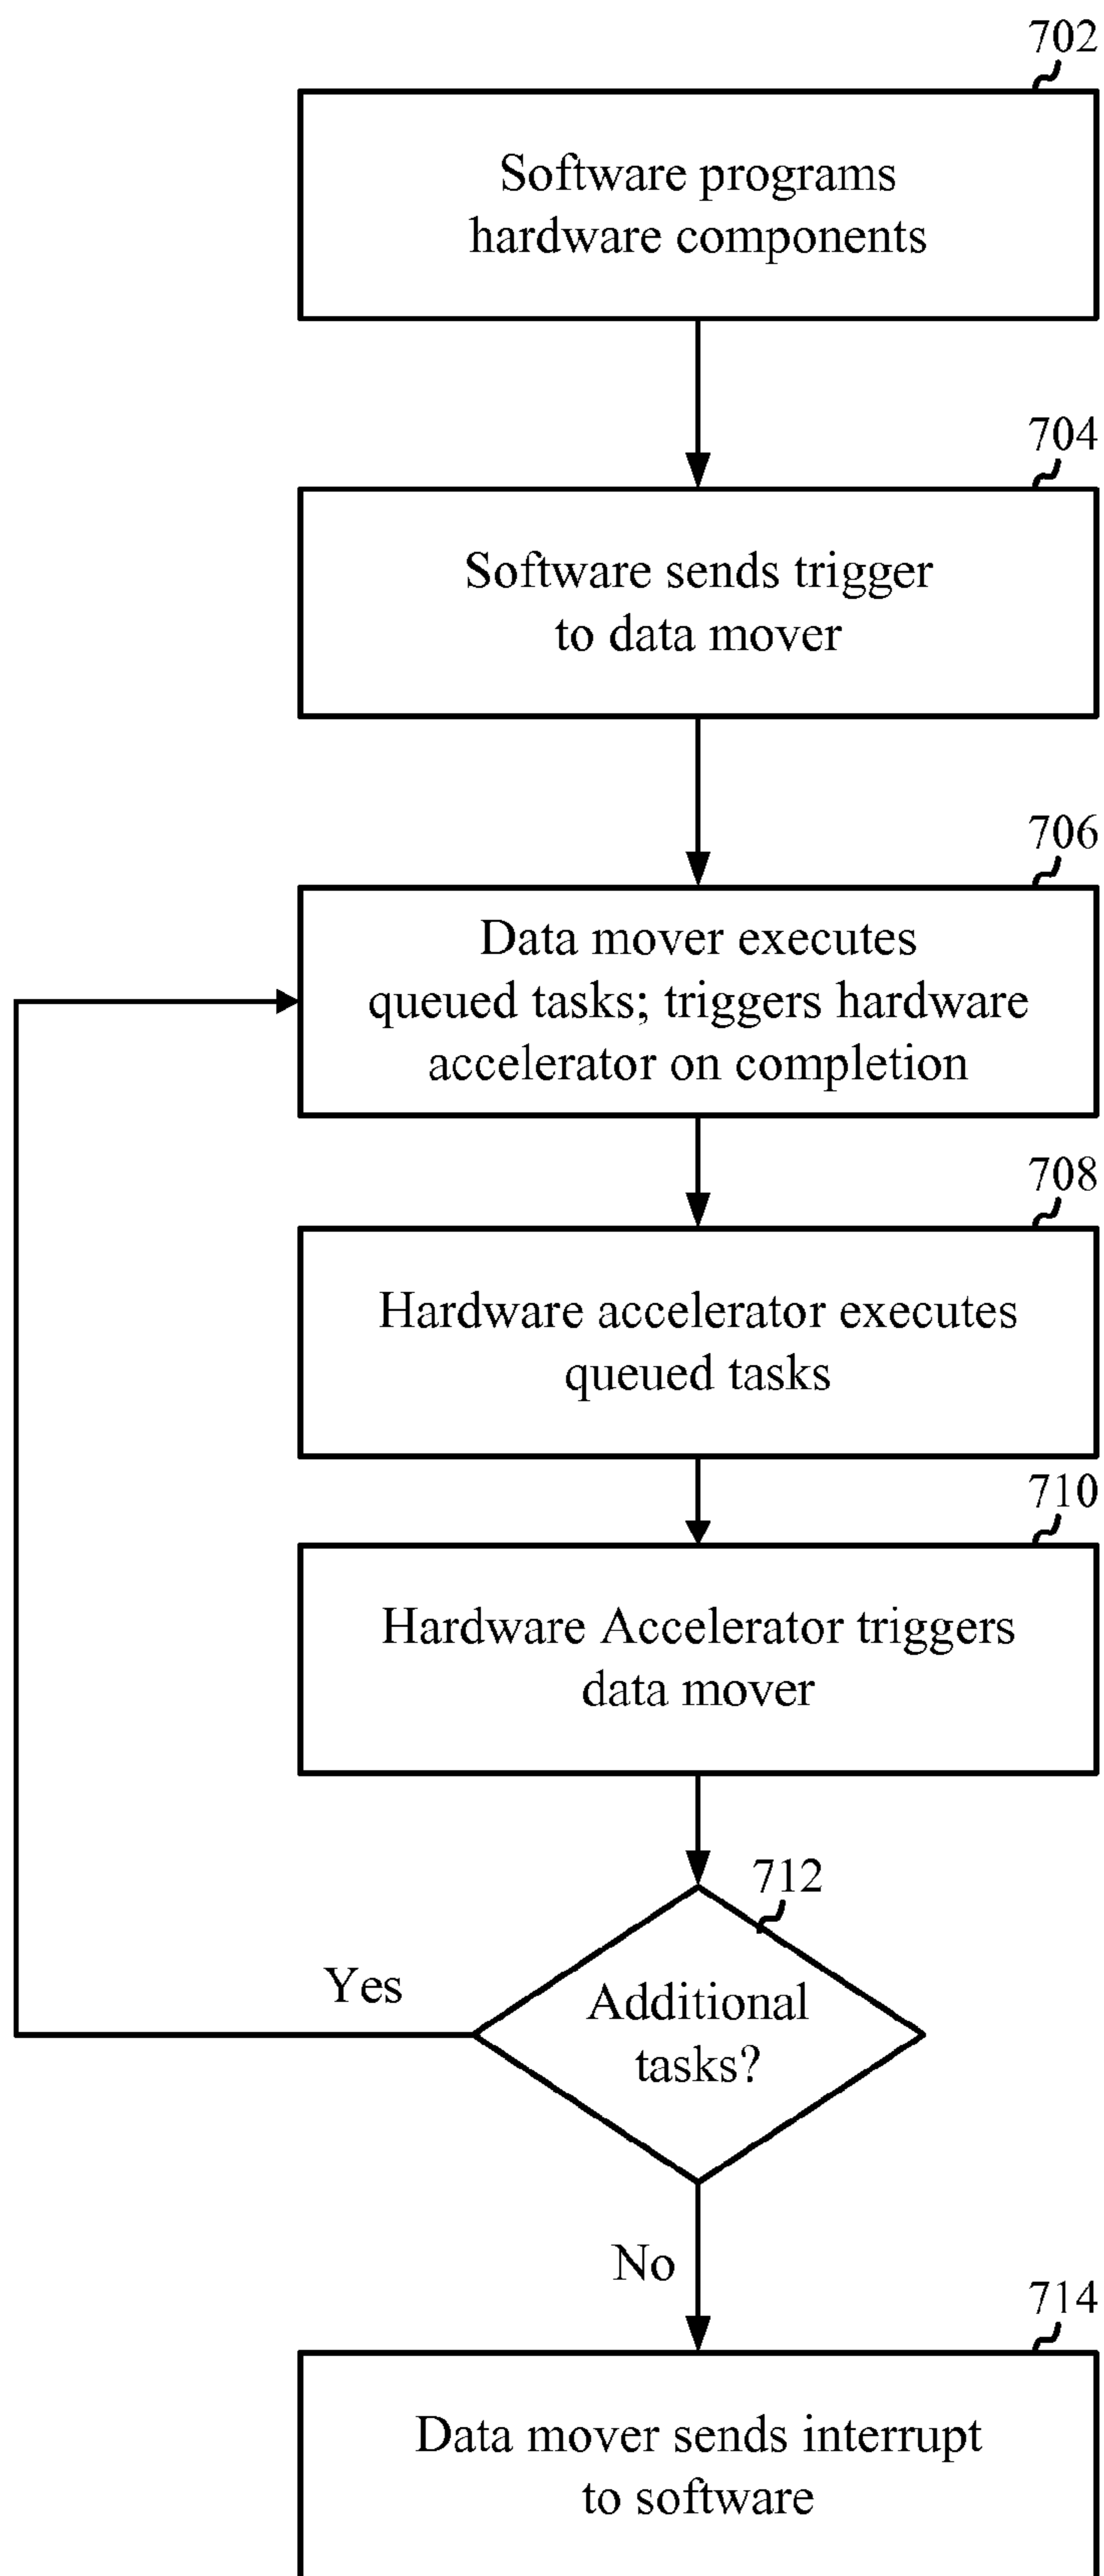 702
Software programs
hardware components
704
Software sends trigger
to data mover
706
Data mover executes
queued tasks; triggers hardware
accelerator on completion
708
Hardware accelerator executes
queued tasks
710
Hardware Accelerator triggers
data mover
712
Yes
Additional
tasks?
No
714
Data mover sends interrupt
to software